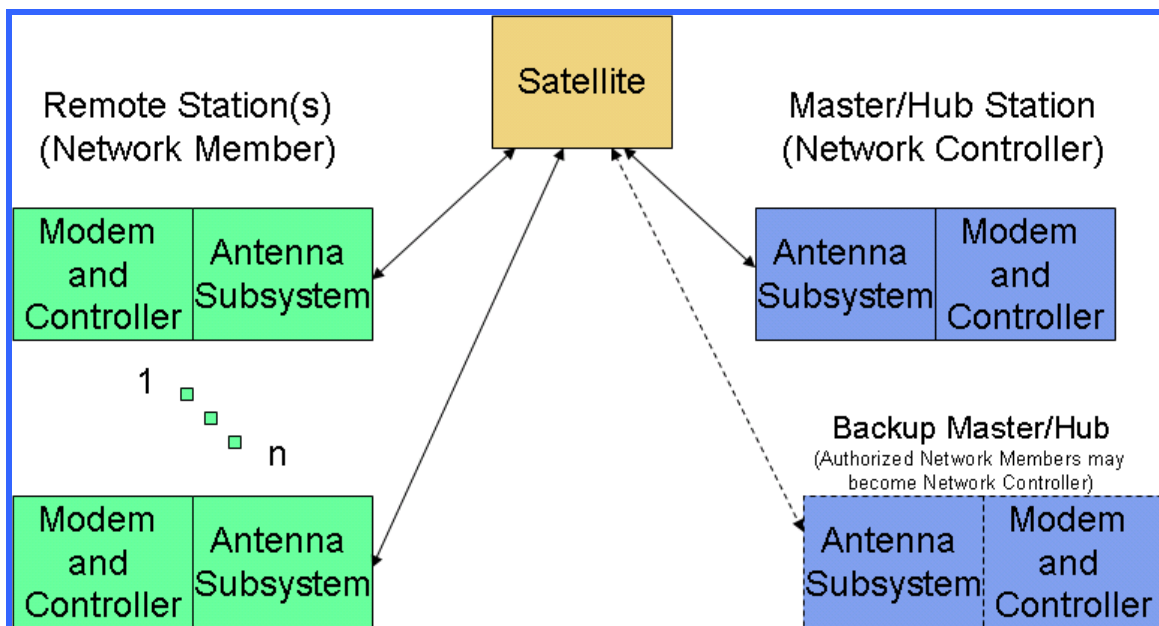 Satellite
Remote Station(s)
(Network Member)
Master/Hub Station
(Network Controller)
Modem
and
Controller
Antenna
Subsystem
Antenna
Subsystem
Modem
and
Controller
1
n
Backup Master/Hub
(Authorized Network Members may
become Network Controller)
Modem
and
Controller
Antenna
Subsystem
Antenna
Subsystem
Modem
and
Controller